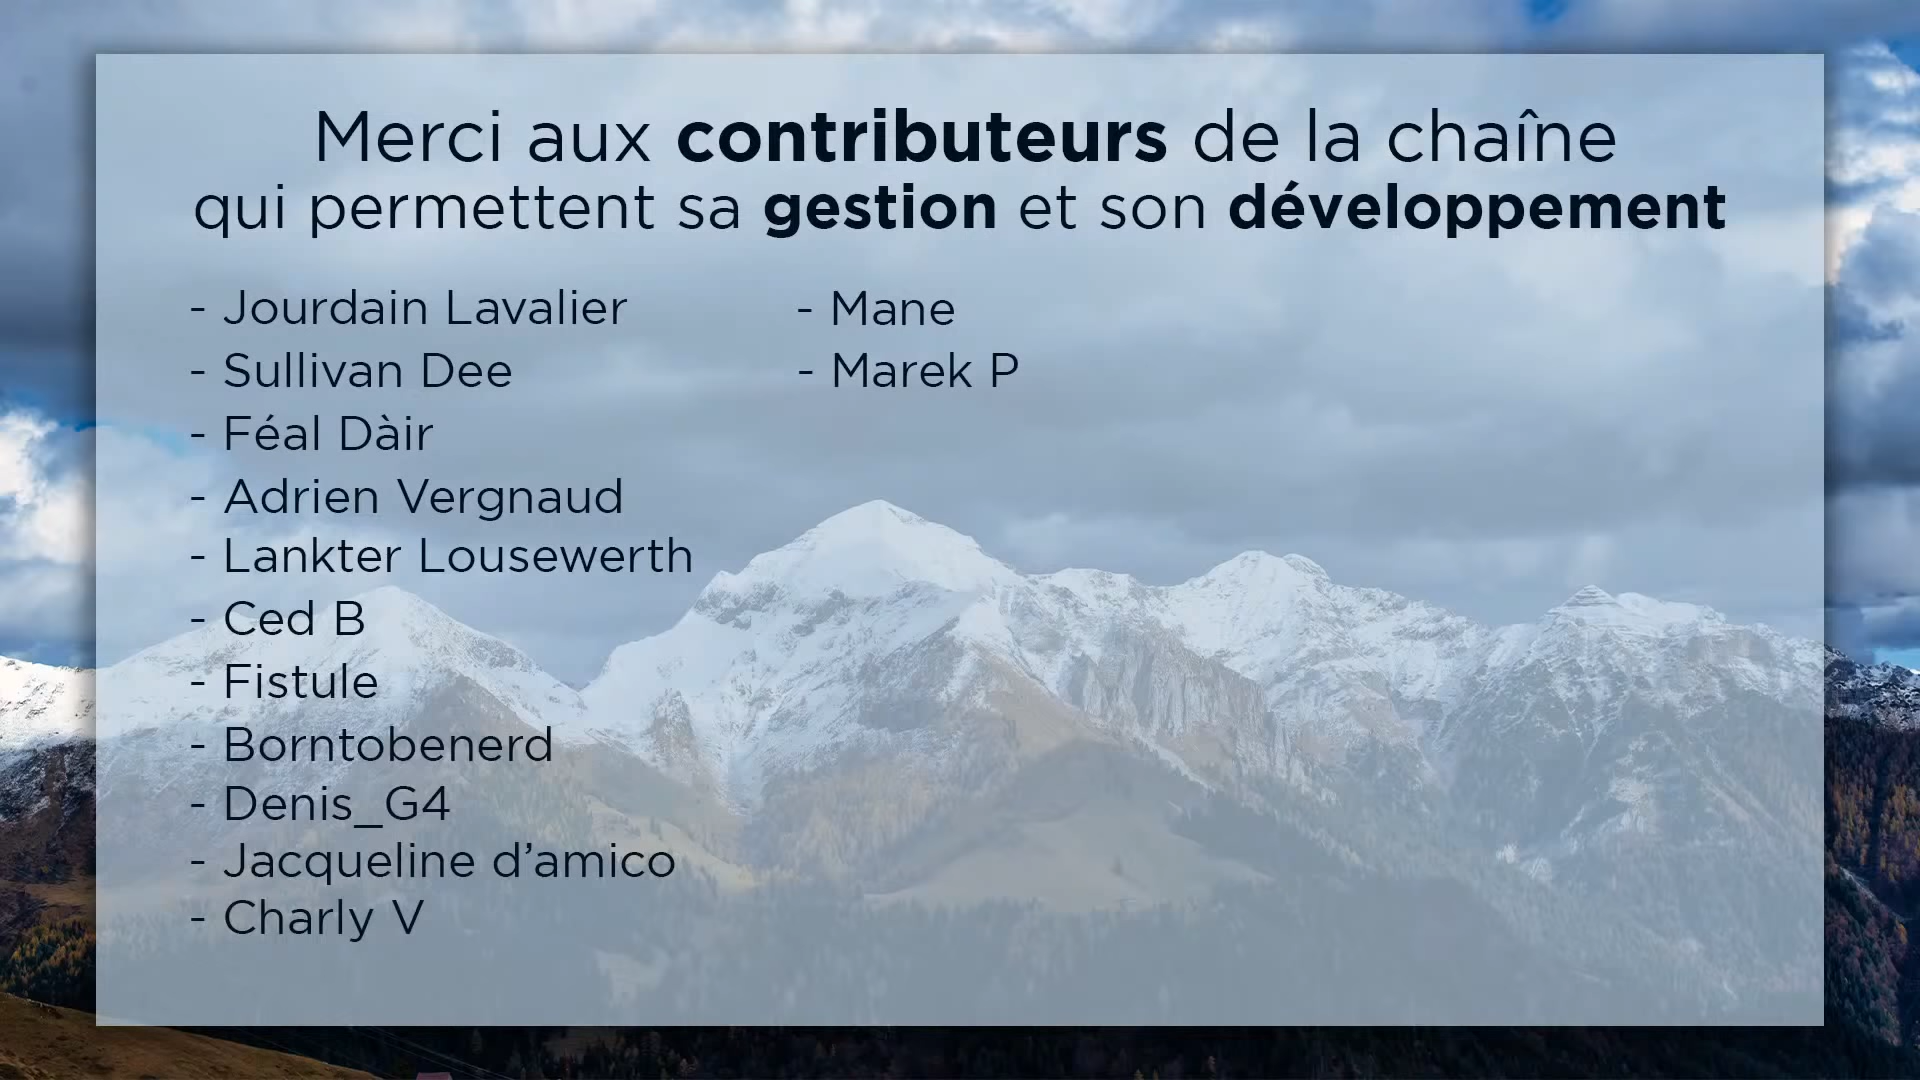 Merci aux contributeurs de la chaîne
qui permettent sa gestion et son développement
- Jourdain Lavalier
- Sullivan Dee
- Féal Dàir
- Adrien Vergnaud
- Lankter Lousewerth
- Ced B
- Fistule
- Borntobenerd
- Denis_G4
- Jacqueline d’amico
- Charly V
- Mane
- Marek P